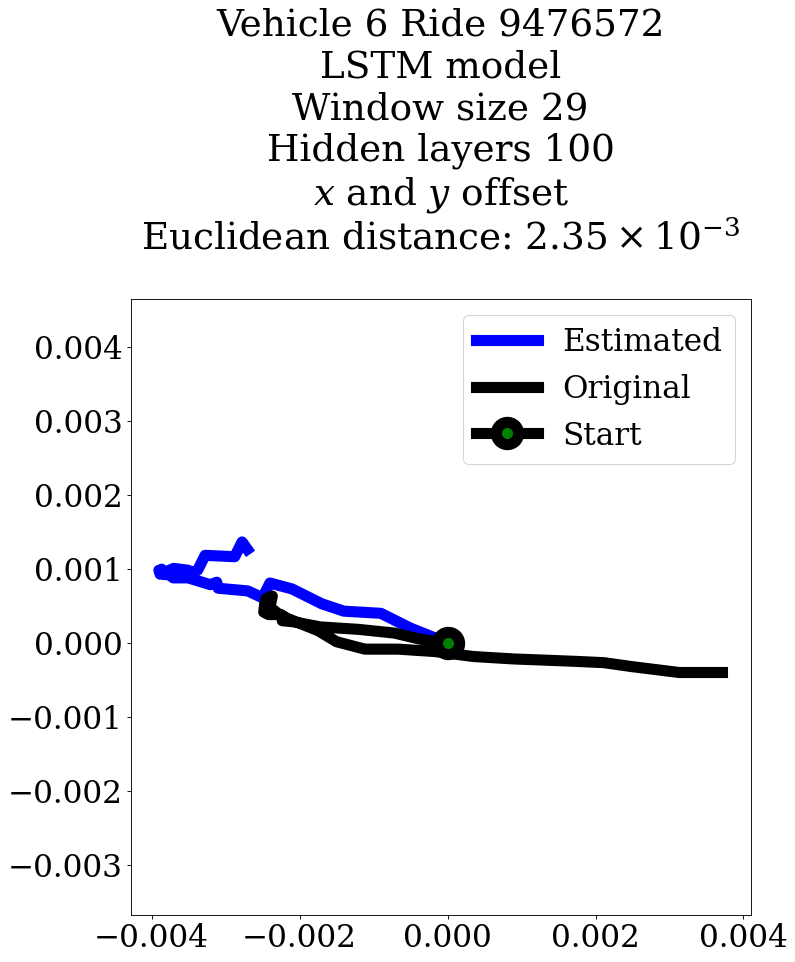 Vehicle 6 Ride 9476572
LSTM model
Window size 29
Hidden layers 100
x and y offset
Euclidean distance: 2.35 × 10⁻³
Estimated
Original
Start
0.004
0.003
0.002
0.001
0.000
−0.001
−0.002
−0.003
−0.004 −0.002 0.000 0.002 0.004